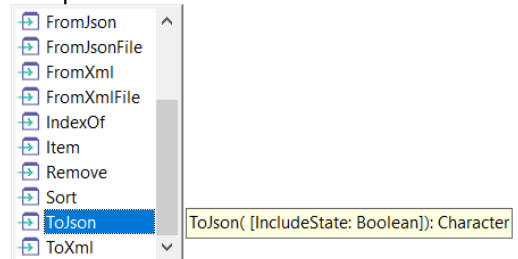 FromJson
FromJsonFile
FromXml
FromXmlFile
IndexOf
Item
Remove
Sort
ToJson
ToJson( [IncludeState: Boolean]): Character
ToXml